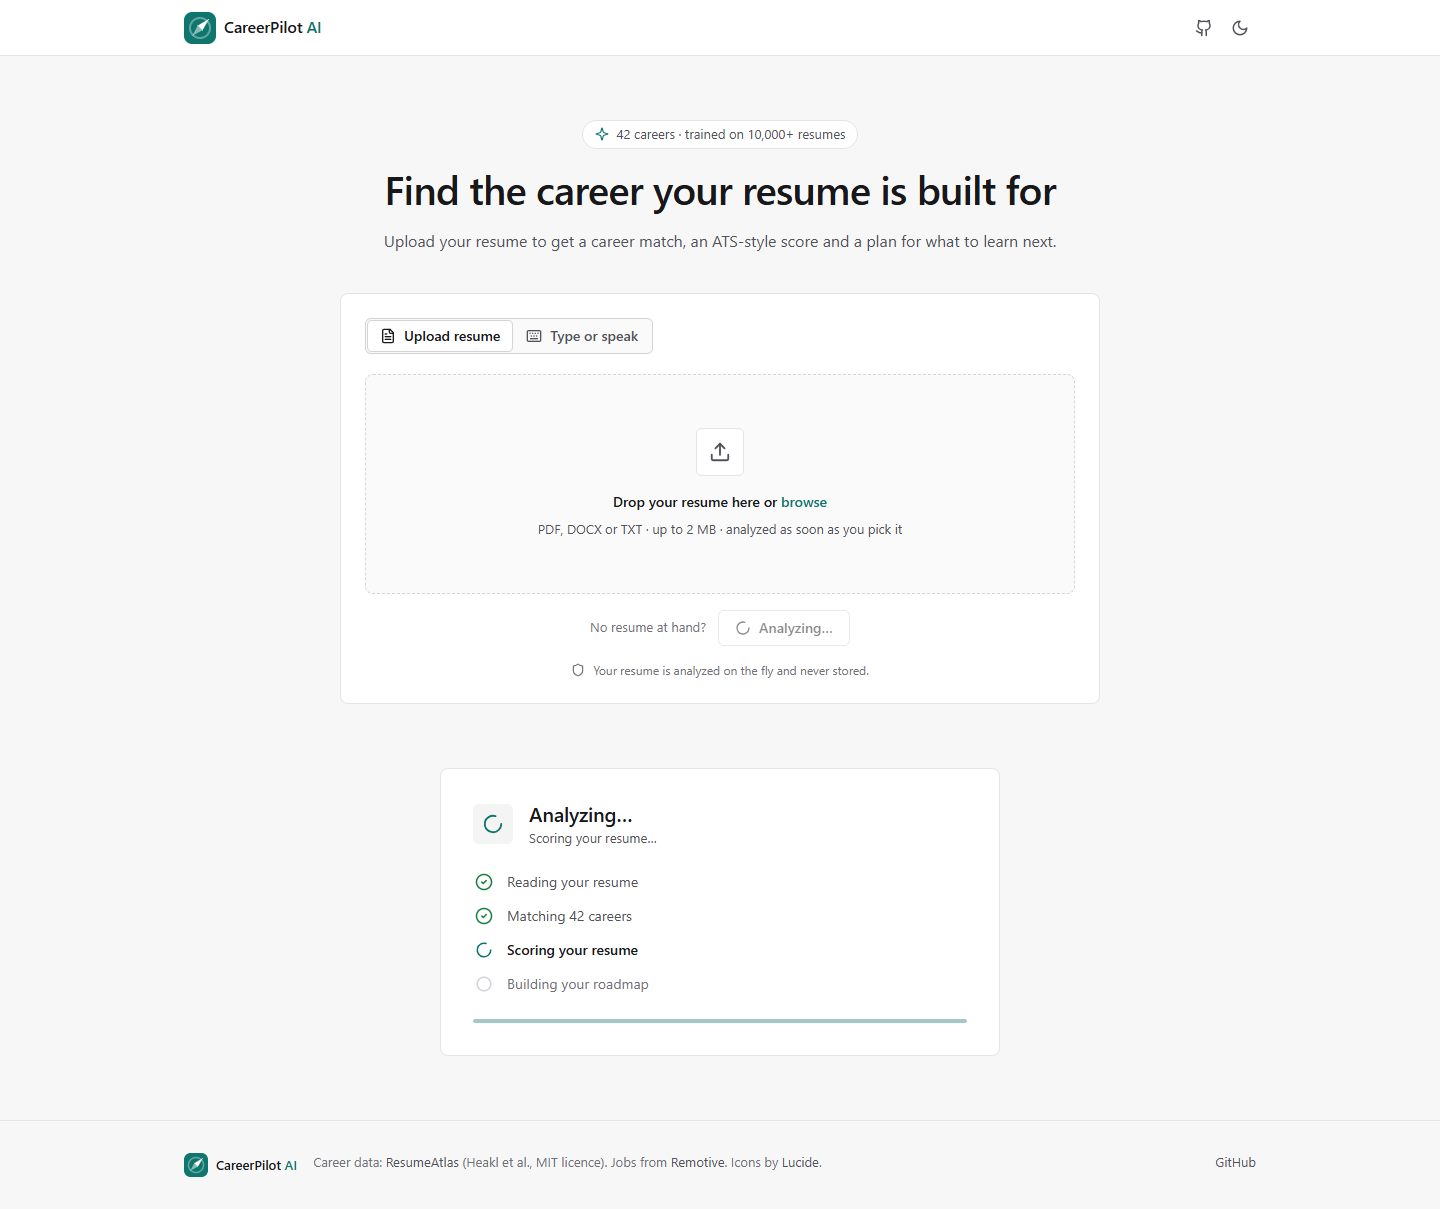 CareerPilot AI
42 careers · trained on 10,000+ resumes
Find the career your resume is built for
Upload your resume to get a career match, an ATS-style score and a plan for what to learn next.
Upload resume
Type or speak
Drop your resume here or browse
PDF, DOCX or TXT · up to 2 MB · analyzed as soon as you pick it
No resume at hand?
Analyzing...
Your resume is analyzed on the fly and never stored.
Analyzing...
Scoring your resume...
Reading your resume
Matching 42 careers
Scoring your resume
Building your roadmap
CareerPilot AI
Career data: ResumeAtlas (Heakl et al., MIT licence). Jobs from Remotive. Icons by Lucide.
GitHub